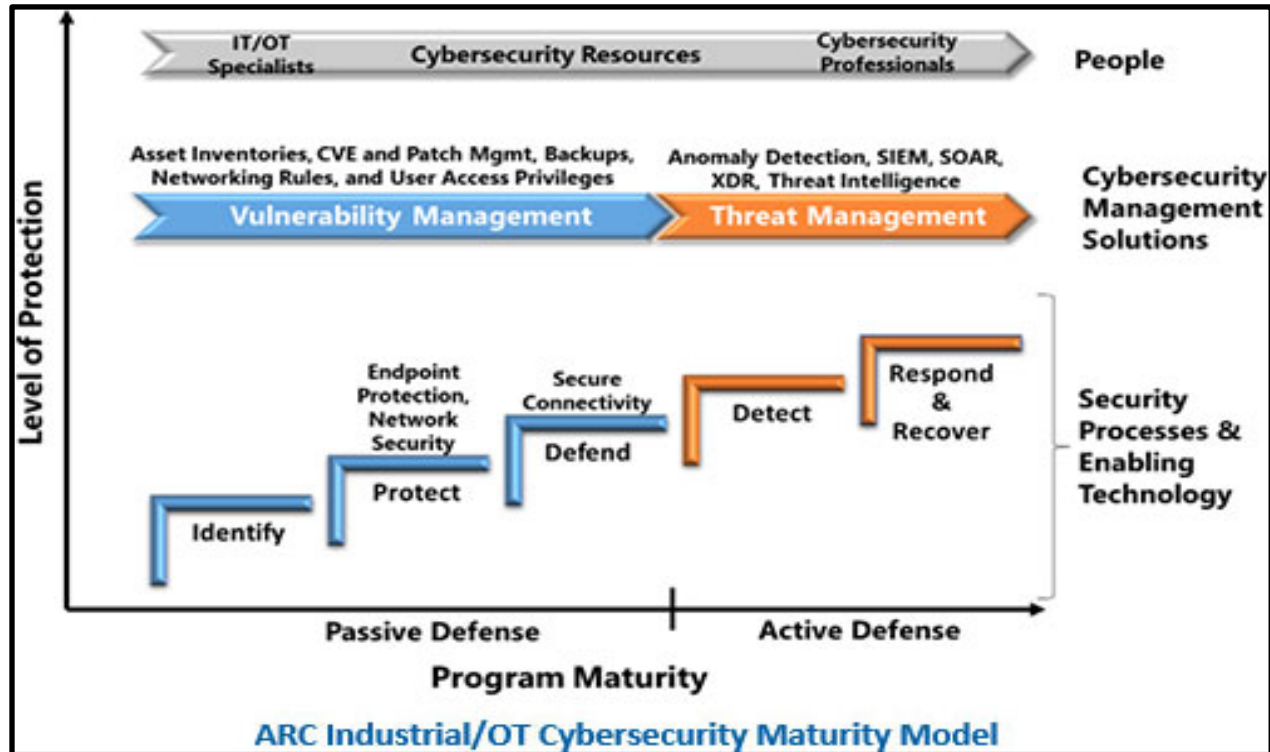 IT/OT
Specialists
Cybersecurity Resources
Cybersecurity
Professionals
People
Asset Inventories, CVE and Patch Mgmt, Backups,
Networking Rules, and User Access Privileges
Anomaly Detection, SIEM, SOAR,
XDR, Threat Intelligence
Vulnerability Management
Threat Management
Cybersecurity
Management
Solutions
Level of Protection
Identify
Endpoint
Protection,
Network
Security
Protect
Secure
Connectivity
Defend
Detect
Respond
&
Recover
Security
Processes &
Enabling
Technology
Passive Defense
Active Defense
Program Maturity
ARC Industrial/OT Cybersecurity Maturity Model